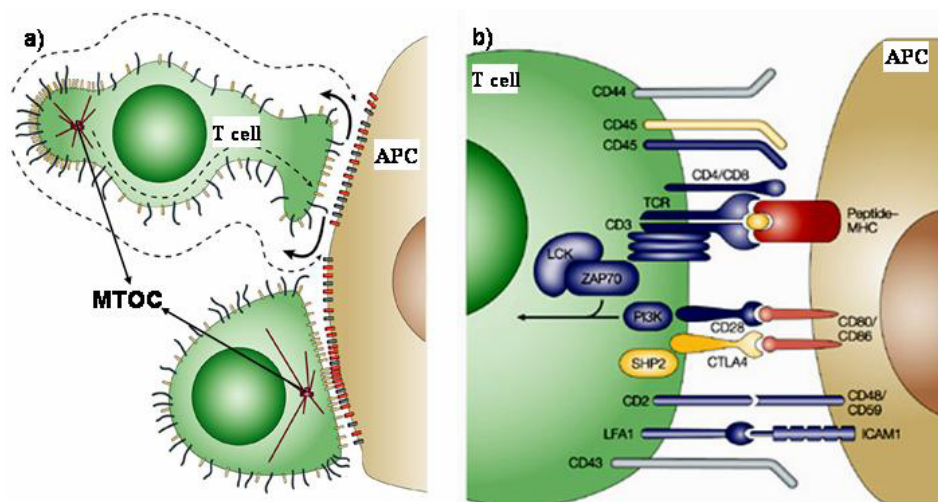 a)
T cell
APC
MTOC
b)
T cell
APC
CD44
CD45
CD45
CD4/CD8
TCR
CD3
Peptide–
MHC
LCK
ZAP70
PI3K
CD28
CD80/
CD86
SHP2
CTLA4
CD2
CD48/
CD59
LFA1
ICAM1
CD43